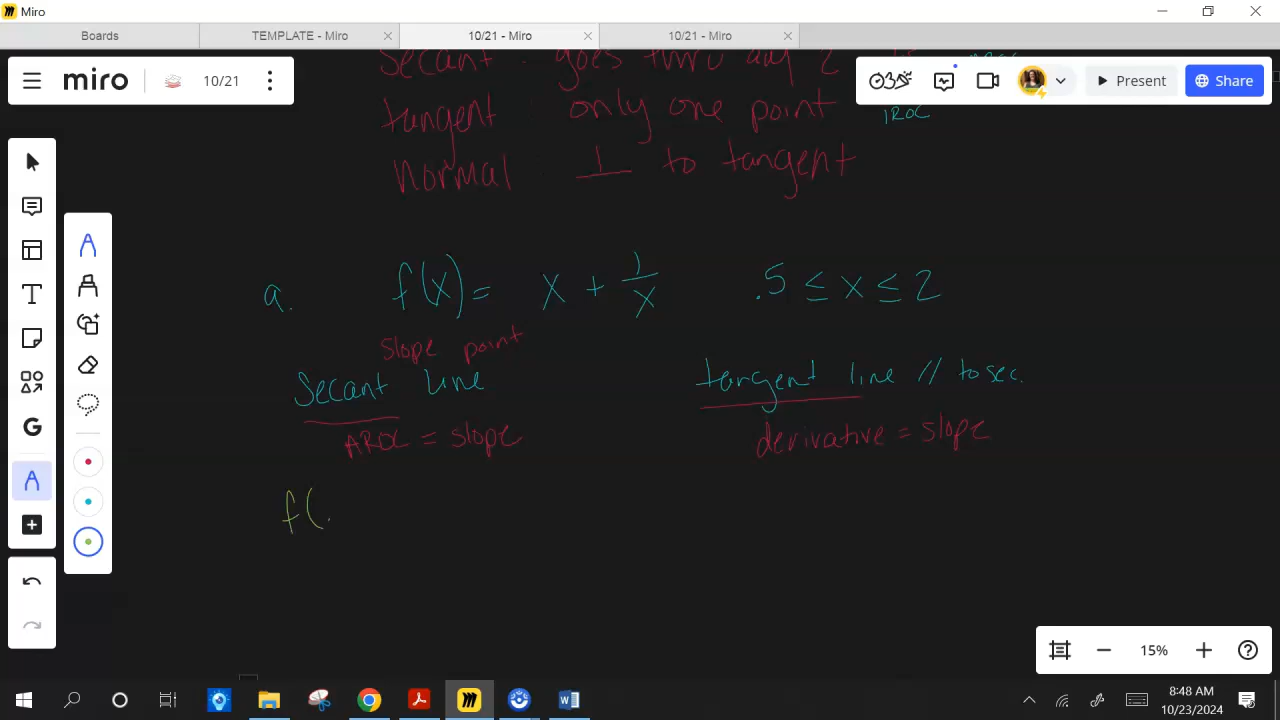 Miro
Boards
TEMPLATE - Miro
10/21 - Miro
10/21 - Miro
miro
10/21
Present
Share
secant : goes thru any 2
tangent only one point
IROC
Normal ⊥ to tangent
a. f(x) = x + 1/x .5 ≤ x ≤ 2
slope point
Secant line
tangent line // to sec.
AROC = slope
derivative = slope
f(.
15%
8:48 AM
10/23/2024